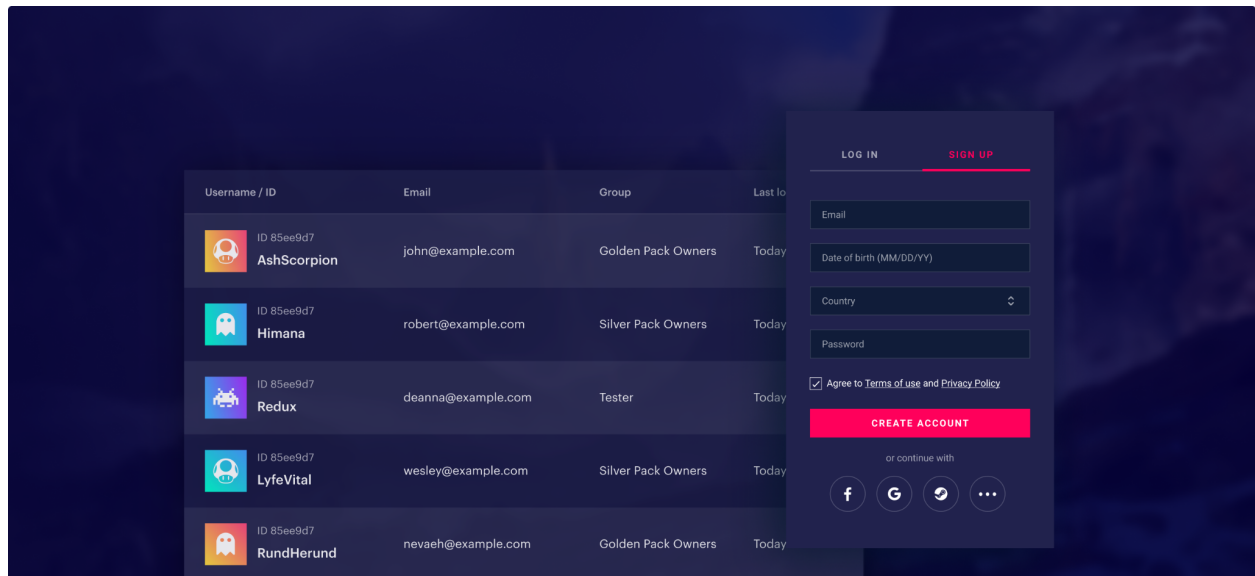 Username / ID Email Group Last lo
ID 85ee9d7
AshScorpion john@example.com Golden Pack Owners Today
ID 85ee9d7
Himana robert@example.com Silver Pack Owners Today
ID 85ee9d7
Redux deanna@example.com Tester Today
ID 85ee9d7
LyfeVital wesley@example.com Silver Pack Owners Today
ID 85ee9d7
RundHerund nevaeh@example.com Golden Pack Owners Today
LOG IN SIGN UP
Email
Date of birth (MM/DD/YY)
Country
Password
Agree to Terms of use and Privacy Policy
CREATE ACCOUNT
or continue with